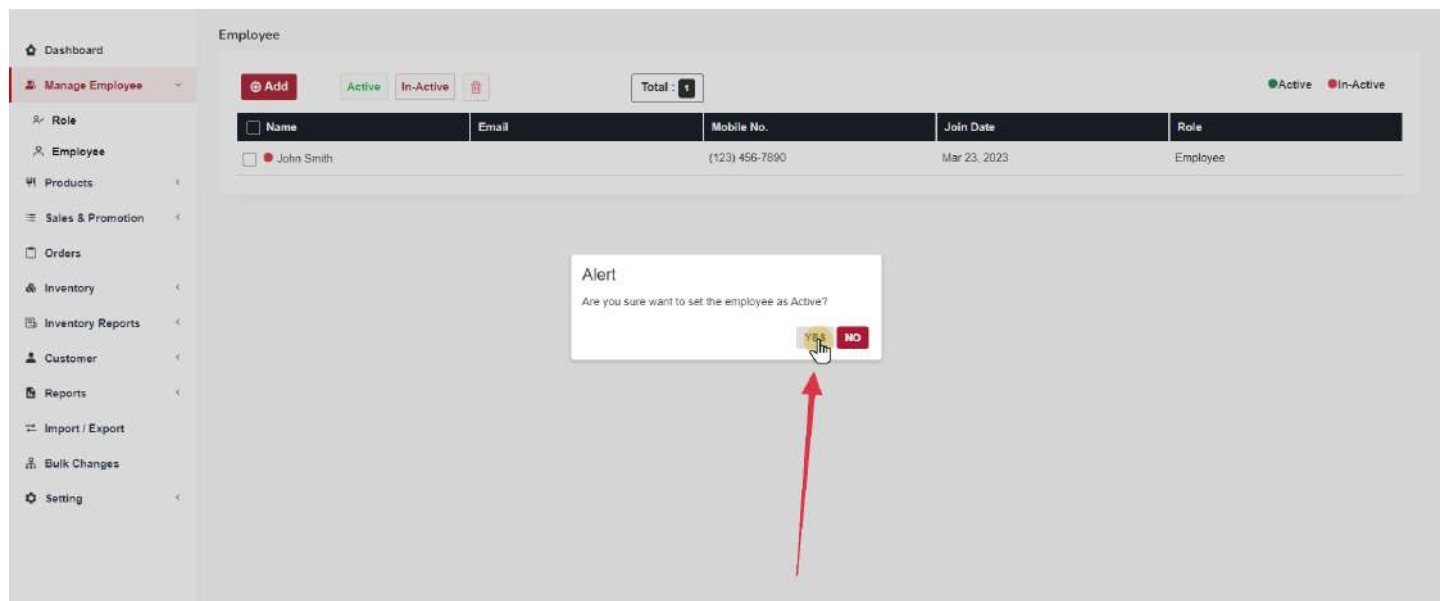 Employee
Dashboard
Manage Employee
Add Active In-Active Total : 1 Active In-Active
Role
Name Email Mobile No. Join Date Role
Employee
John Smith (123) 456-7890 Mar 23, 2023 Employee
Products
Sales & Promotion
Orders
Inventory
Inventory Reports
Customer
Reports
Import / Export
Bulk Changes
Setting
Alert
Are you sure want to set the employee as Active?
YES NO